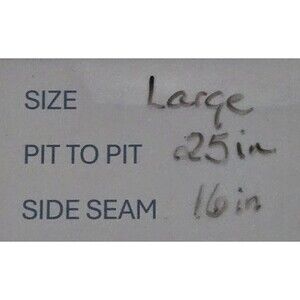 SIZE Large
PIT TO PIT 25in
SIDE SEAM 16in